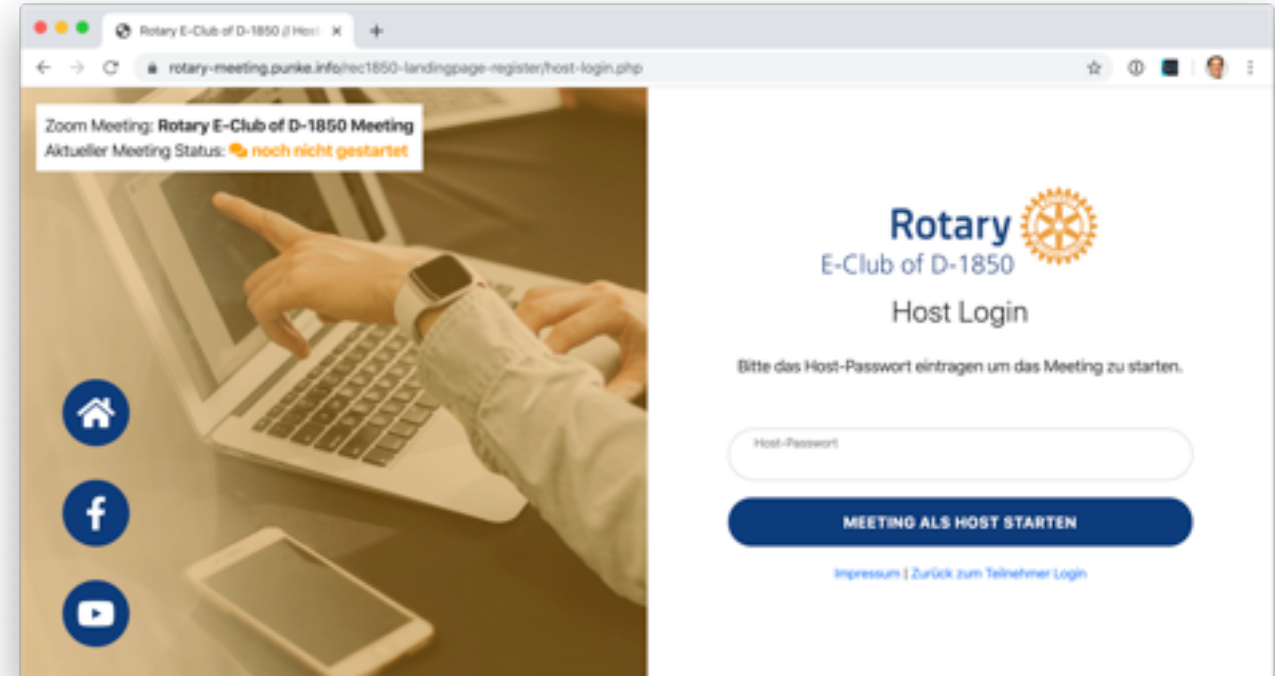 Rotary E-Club of D-1850 // Host
rotary-meeting.punke.info/rec1850-landingpage-register/host-login.php
Zoom Meeting: Rotary E-Club of D-1850 Meeting
Aktueller Meeting Status: noch nicht gestartet
Rotary
E-Club of D-1850
Host Login
Bitte das Host-Passwort eintragen um das Meeting zu starten.
Host-Passwort
MEETING ALS HOST STARTEN
Impressum | Zurück zum Teilnehmer Login